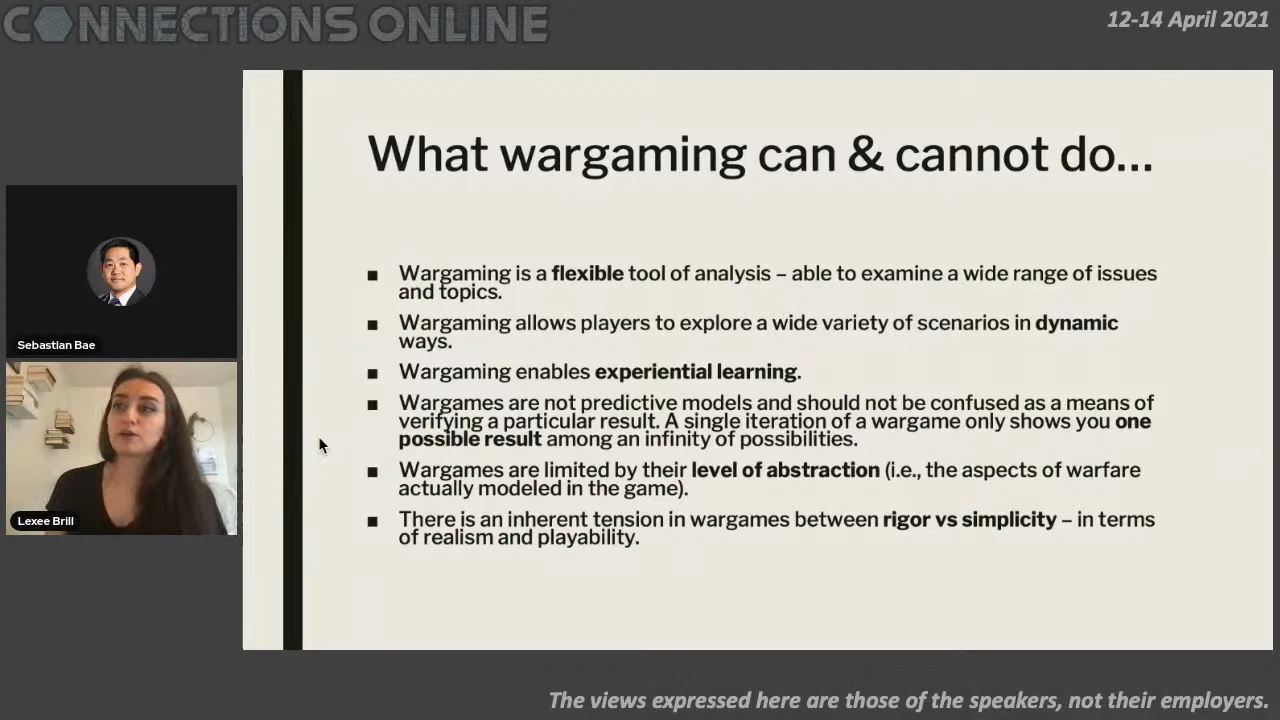 CONNECTIONS ONLINE
12-14 April 2021
What wargaming can & cannot do...
Sebastian Bae
Lexee Brill
■ Wargaming is a flexible tool of analysis – able to examine a wide range of issues
and topics.
■ Wargaming allows players to explore a wide variety of scenarios in dynamic
ways.
■ Wargaming enables experiential learning.
■ Wargames are not predictive models and should not be confused as a means of
verifying a particular result. A single iteration of a wargame only shows you one
possible result among an infinity of possibilities.
■ Wargames are limited by their level of abstraction (i.e., the aspects of warfare
actually modeled in the game).
■ There is an inherent tension in wargames between rigor vs simplicity – in terms
of realism and playability.
The views expressed here are those of the speakers, not their employers.